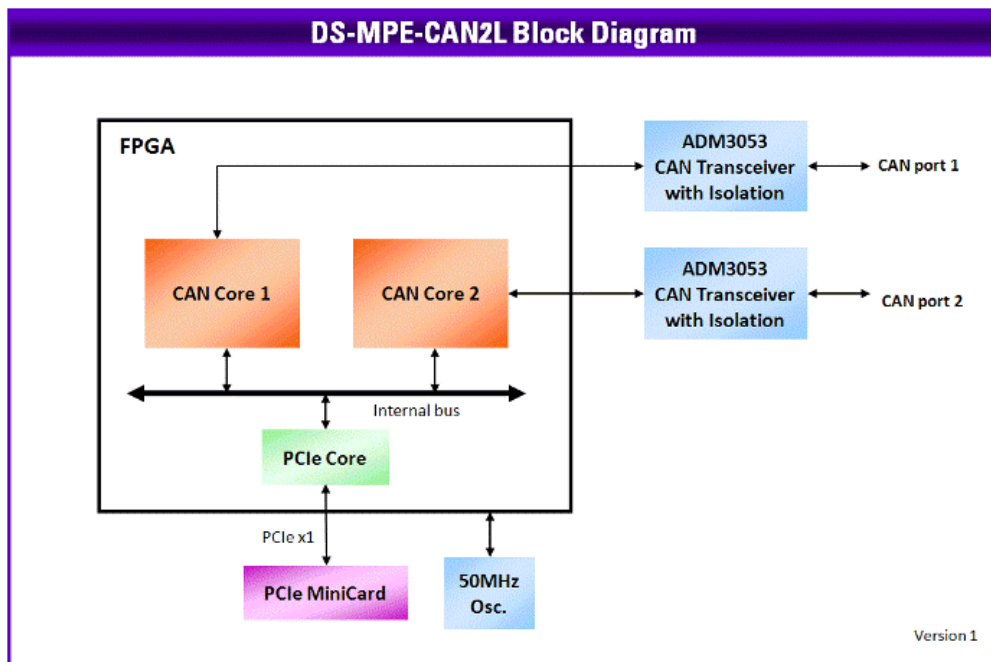 DS-MPE-CAN2L Block Diagram
FPGA
ADM3053
CAN Transceiver
with Isolation
CAN port 1
CAN Core 1
CAN Core 2
ADM3053
CAN Transceiver
with Isolation
CAN port 2
Internal bus
PCIe Core
PCIe x1
PCIe MiniCard
50MHz
Osc.
Version 1